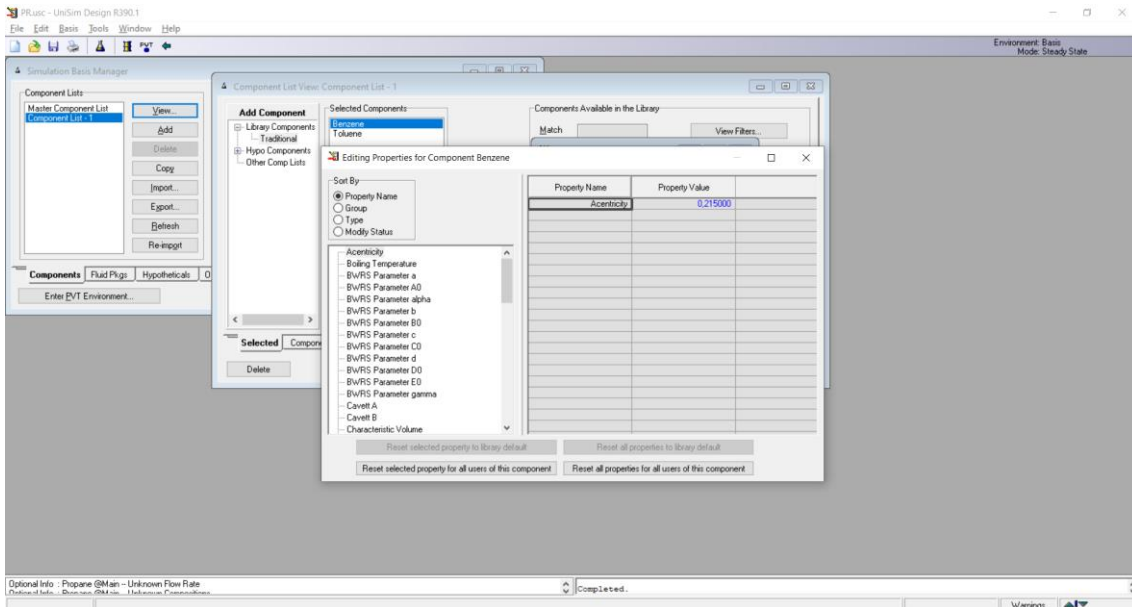 PR.usc - UniSim Design R390.1
File Edit Basis Tools Window Help
PVT
Environment: Basis
Mode: Steady State
Simulation Basis Manager
Component Lists
Master Component List
Component List - 1
View...
Add
Delete
Copy
Import...
Export...
Refresh
Re-import
Components Fluid Pkgs Hypotheticals O
Enter PVT Environment...
Component List View: Component List - 1
Add Component
Library Components
Traditional
Hypo Components
Other Comp Lists
Selected Components
Benzene
Toluene
Components Available in the Library
Match
View Filters...
Selected Compone
Delete
Editing Properties for Component Benzene
Sort By
Property Name
Group
Type
Modify Status
Acentricity
Boiling Temperature
BWRS Parameter a
BWRS Parameter A0
BWRS Parameter alpha
BWRS Parameter b
BWRS Parameter B0
BWRS Parameter c
BWRS Parameter C0
BWRS Parameter d
BWRS Parameter D0
BWRS Parameter E0
BWRS Parameter gamma
Cavett A
Cavett B
Characteristic Volume
Property Name Property Value
Acentricity 0,215000
Reset selected property to library default Reset all properties to library default
Reset selected property for all users of this component Reset all properties for all users of this component
Optional Info : Propane @Main -- Unknown Flow Rate
Optional Info : Propane @Main -- Unknown Compositions
Completed.
Warnings